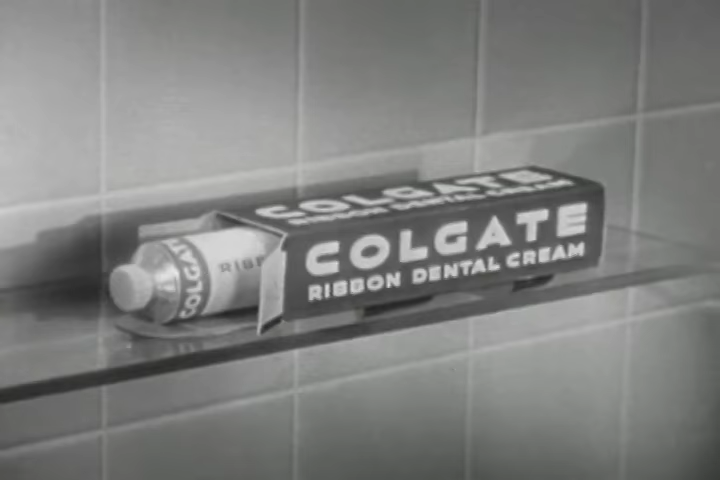 COLGATE
RIBBON DENTAL CREAM
COLGATE
RIBBON DENTAL CREAM
COLGATE
RIBB